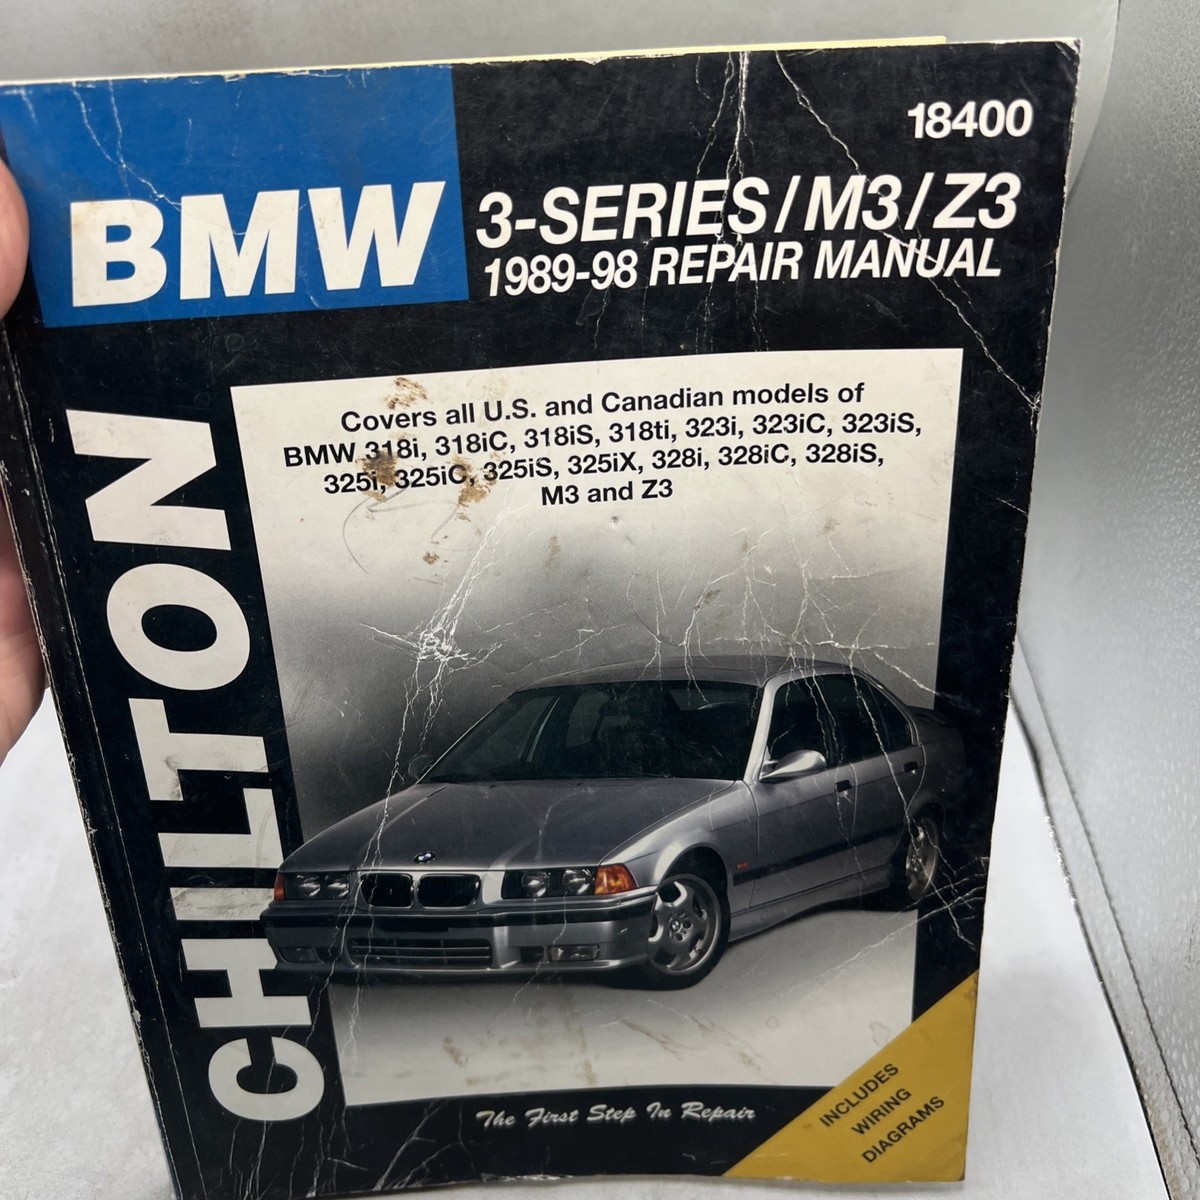 18400
BMW
3-SERIES/M3/Z3
1989-98 REPAIR MANUAL
CHILTON
Covers all U.S. and Canadian models of
BMW 318i, 318iC, 318iS, 318ti, 323i, 323iC, 323iS,
325i, 325iC, 325iS, 325iX, 328i, 328iC, 328iS,
M3 and Z3
The First Step In Repair
INCLUDES
WIRING
DIAGRAMS